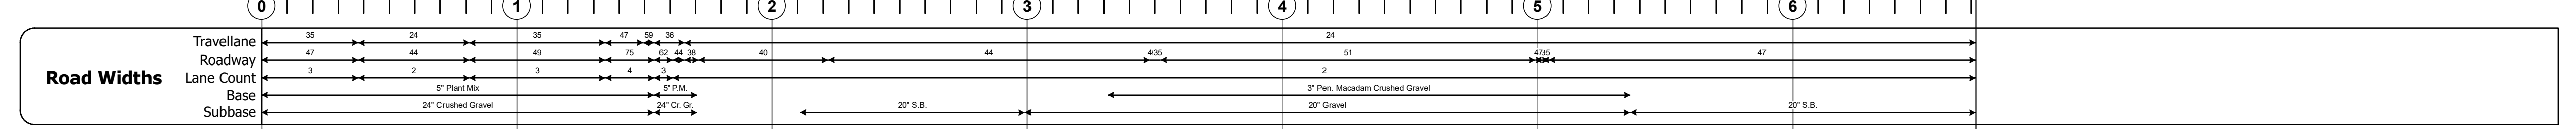 0 1 2 3 4 5 6
Travellane 35 24 35 47 59 36 24
Roadway 47 44 49 75 62 44 38 40 44 35 51 47 47
Road Widths
Lane Count 3 2 3 4 3 2
Base 5" Plant Mix 5" P.M. 3" Pen. Macadam Crushed Gravel
Subbase 24" Crushed Gravel 24" Cr. Gr. 20" S.B. 20" Gravel 20" S.B.